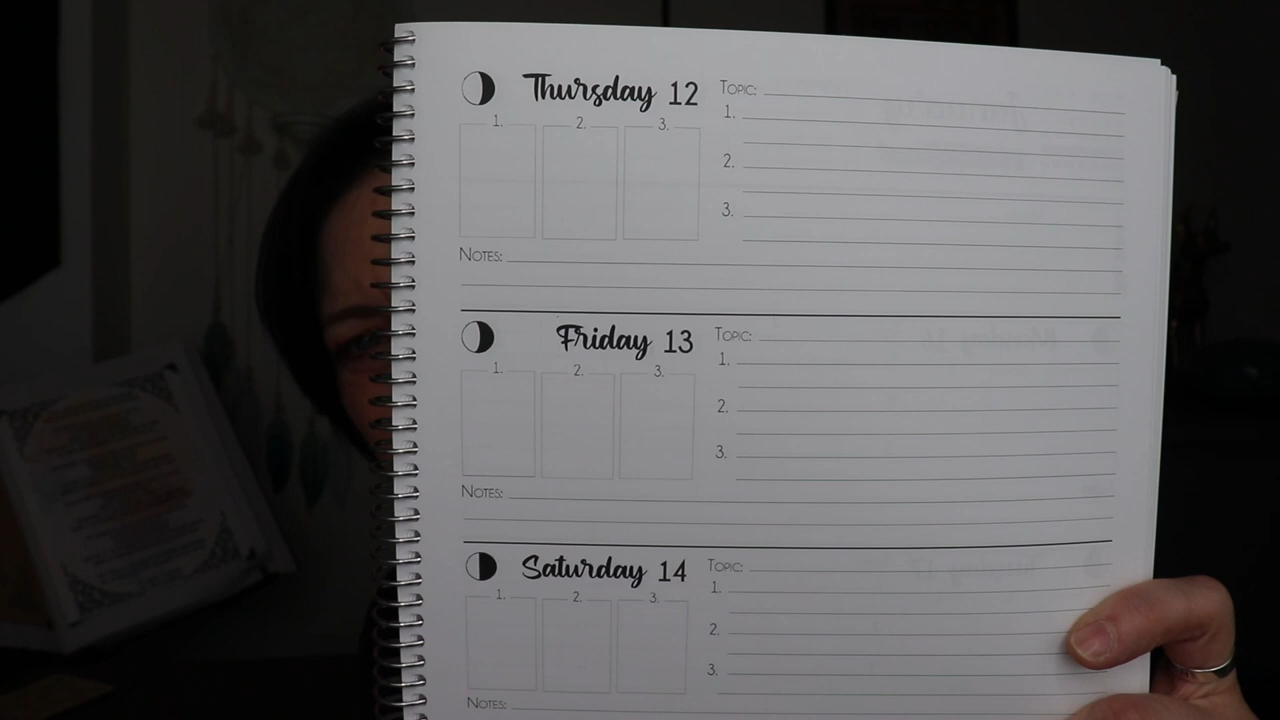 Thursday 12
1. 2. 3.
Topic:
1.
2.
3.
Notes:
Friday 13
1. 2. 3.
Topic:
1.
2.
3.
Notes:
Saturday 14
1. 2. 3.
Topic:
1.
2.
3.
Notes: